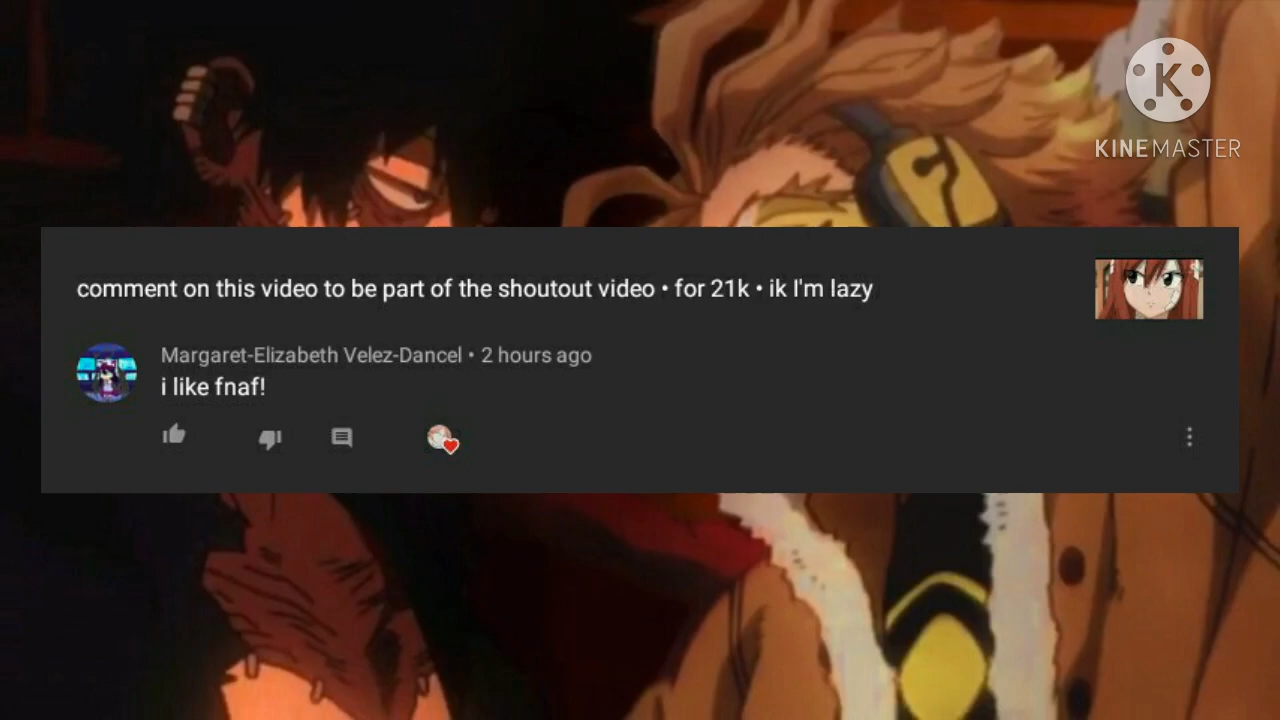 K
KINEMASTER
comment on this video to be part of the shoutout video • for 21k • ik I'm lazy
Margaret-Elizabeth Velez-Dancel • 2 hours ago
i like fnaf!